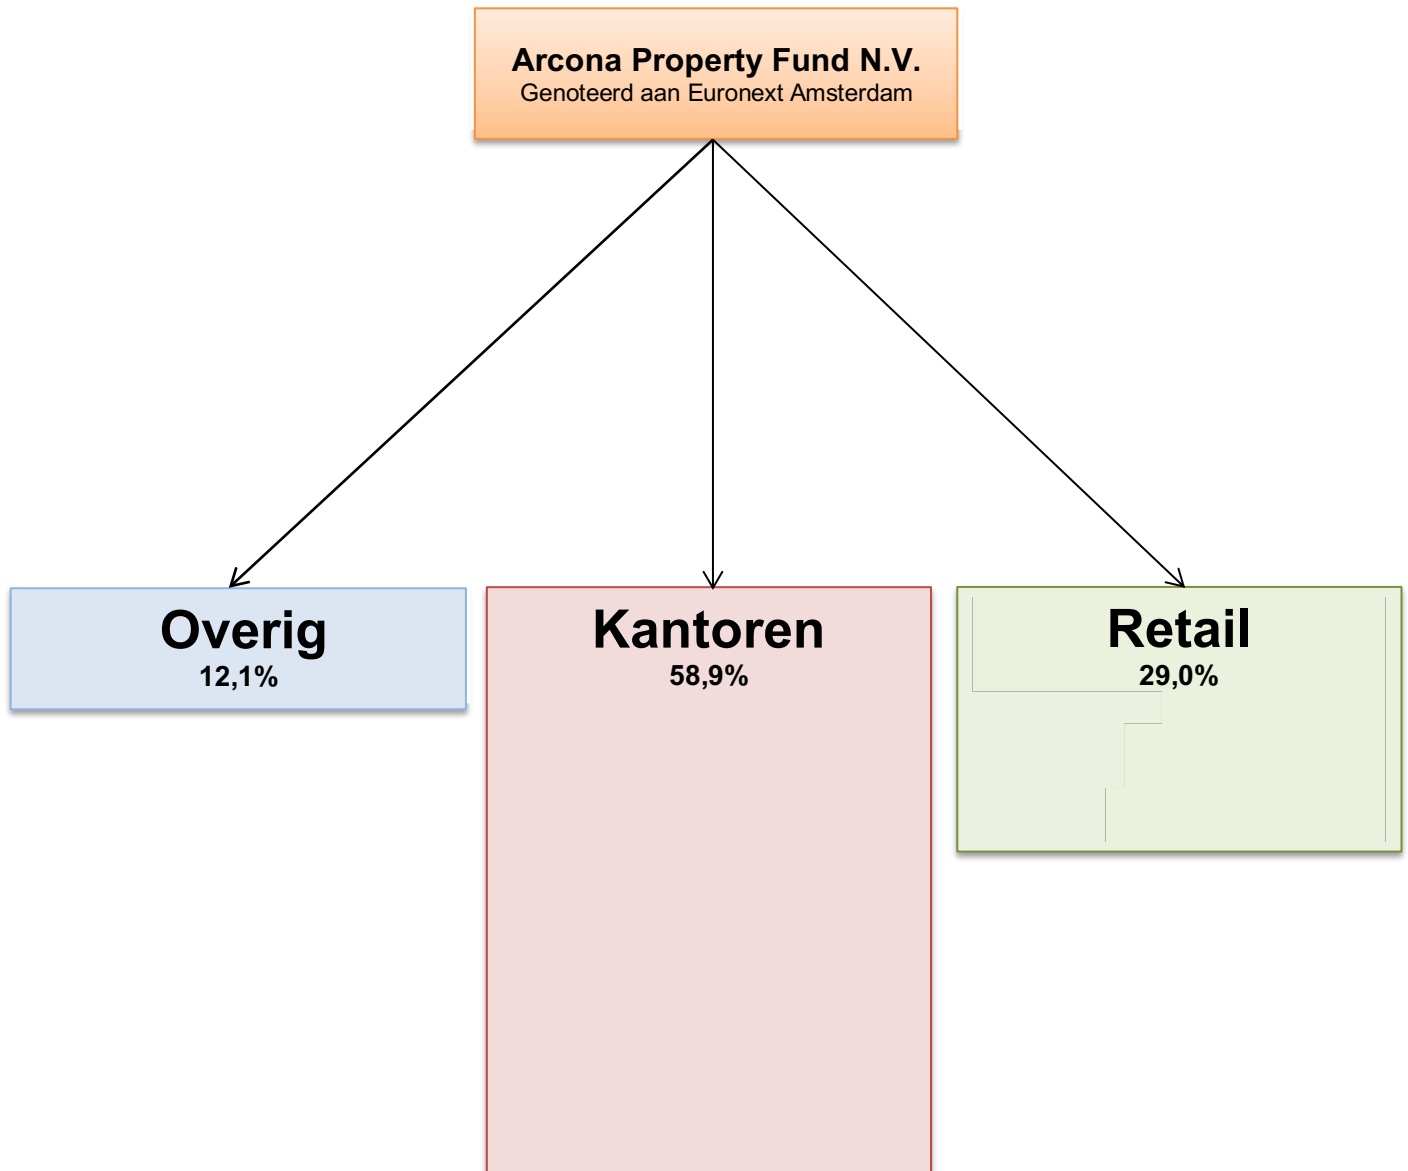 Arcona Property Fund N.V.
Genoteerd aan Euronext Amsterdam
Overig
12,1%
Kantoren
58,9%
Retail
29,0%